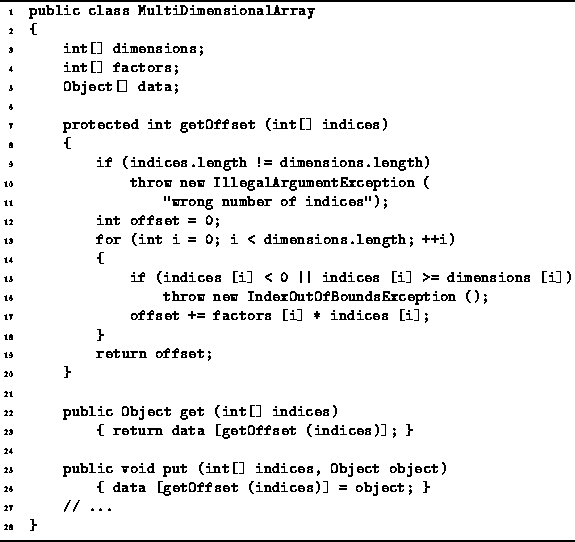 1 public class MultiDimensionalArray
2 {
3     int[] dimensions;
4     int[] factors;
5     Object[] data;
6
7     protected int getOffset (int[] indices)
8     {
9         if (indices.length != dimensions.length)
10             throw new IllegalArgumentException (
11                 "wrong number of indices");
12         int offset = 0;
13         for (int i = 0; i < dimensions.length; ++i)
14         {
15             if (indices [i] < 0 || indices [i] >= dimensions [i])
16                 throw new IndexOutOfBoundsException ();
17             offset += factors [i] * indices [i];
18         }
19         return offset;
20     }
21
22     public Object get (int[] indices)
23         { return data [getOffset (indices)]; }
24
25     public void put (int[] indices, Object object)
26         { data [getOffset (indices)] = object; }
27     // ...
28 }